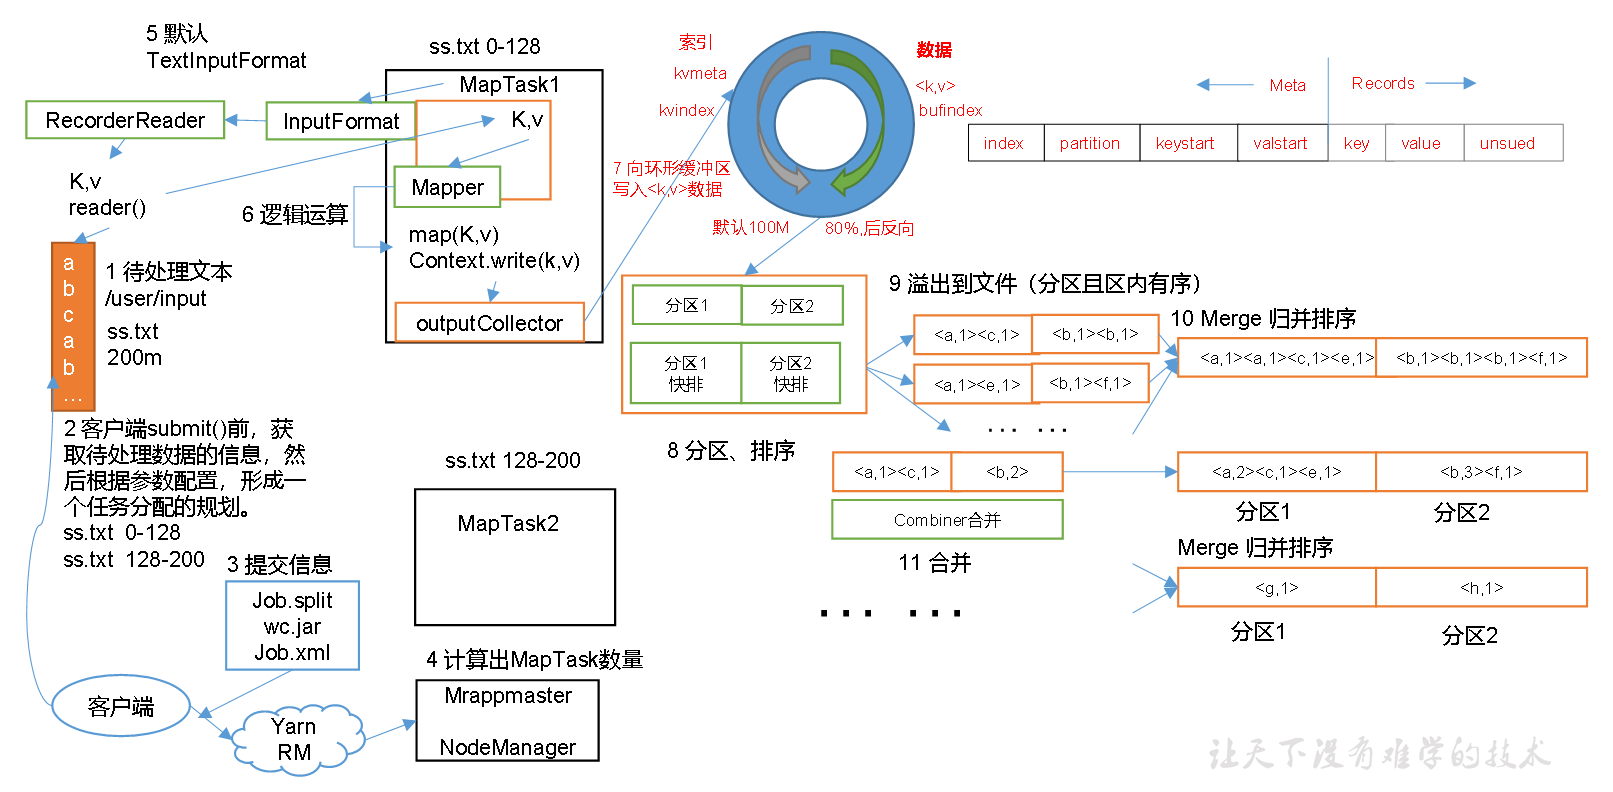 5 默认
TextInputFormat
ss.txt 0-128
MapTask1
RecorderReader
InputFormat
K,v
Mapper
K,v
reader()
6 逻辑运算
map(K,v)
Context.write(k,v)
outputCollector
a
b
c
a
b
...
1 待处理文本
/user/input
ss.txt
200m
2 客户端submit()前，获
取待处理数据的信息，然
后根据参数配置，形成一
个任务分配的规划。
ss.txt 0-128
ss.txt 128-200
3 提交信息
Job.split
wc.jar
Job.xml
客户端
Yarn
RM
4 计算出MapTask数量
Mrappmaster
NodeManager
ss.txt 128-200
MapTask2
索引
kvmeta
kvindex
数据
<k,v>
bufindex
7 向环形缓冲区
写入<k,v>数据
默认100M
80%,后反向
Meta
Records
index
partition
keystart
valstart
key
value
unsued
分区1
分区2
分区1
快排
分区2
快排
8 分区、排序
9 溢出到文件（分区且区内有序）
<a,1><c,1>
<b,1><b,1>
<a,1><e,1>
<b,1><f,1>
... ...
10 Merge 归并排序
<a,1><a,1><c,1><e,1>
<b,1><b,1><b,1><f,1>
<a,1><c,1>
<b,2>
Combiner合并
11 合并
<a,2><c,1><e,1>
<b,3><f,1>
分区1
分区2
Merge 归并排序
<g,1>
<h,1>
分区1
分区2
... ...
让天下没有难学的技术